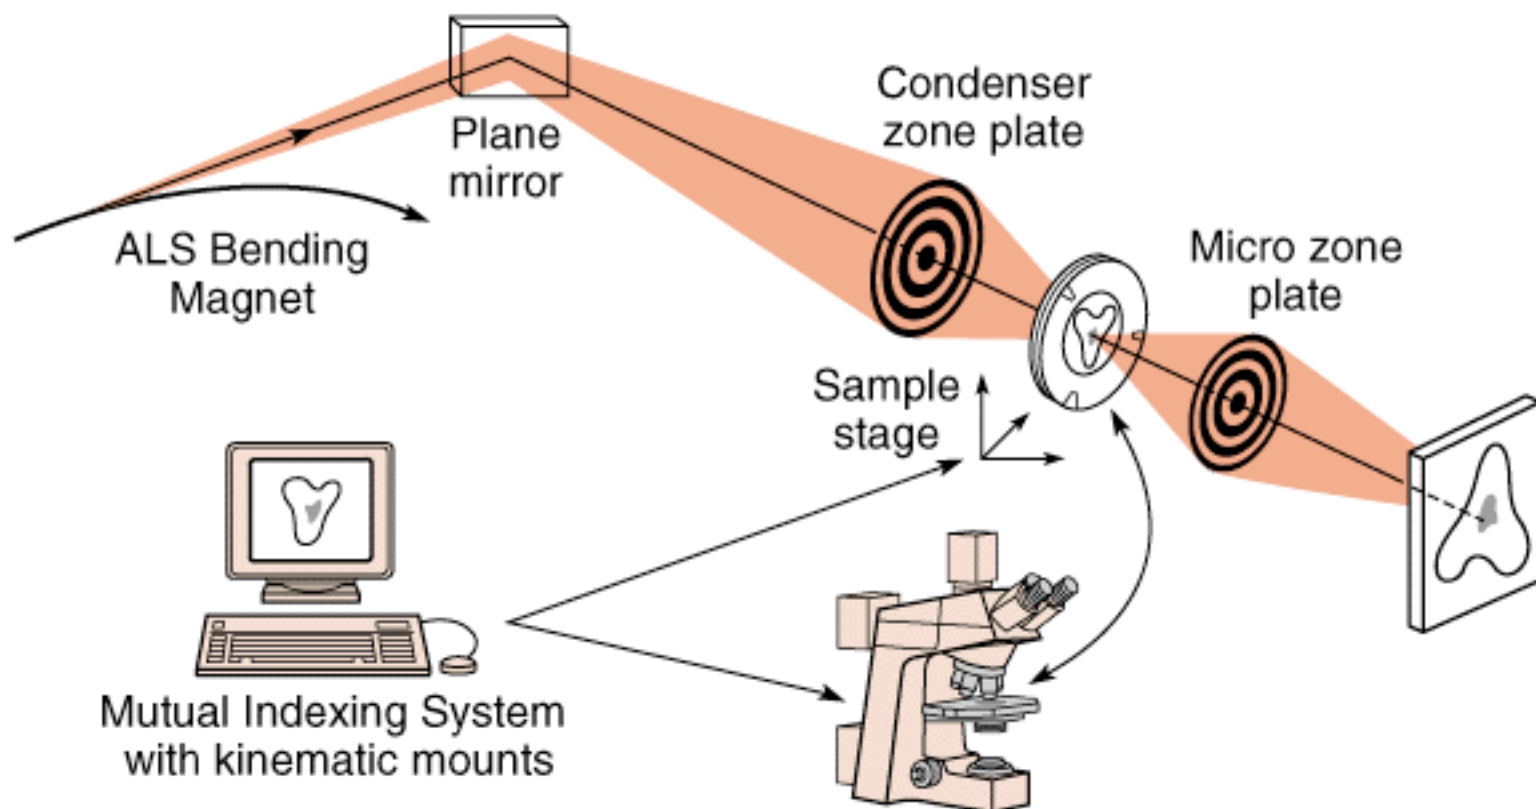 Plane
mirror
Condenser
zone plate
ALS Bending
Magnet
Micro zone
plate
Sample
stage
Mutual Indexing System
with kinematic mounts